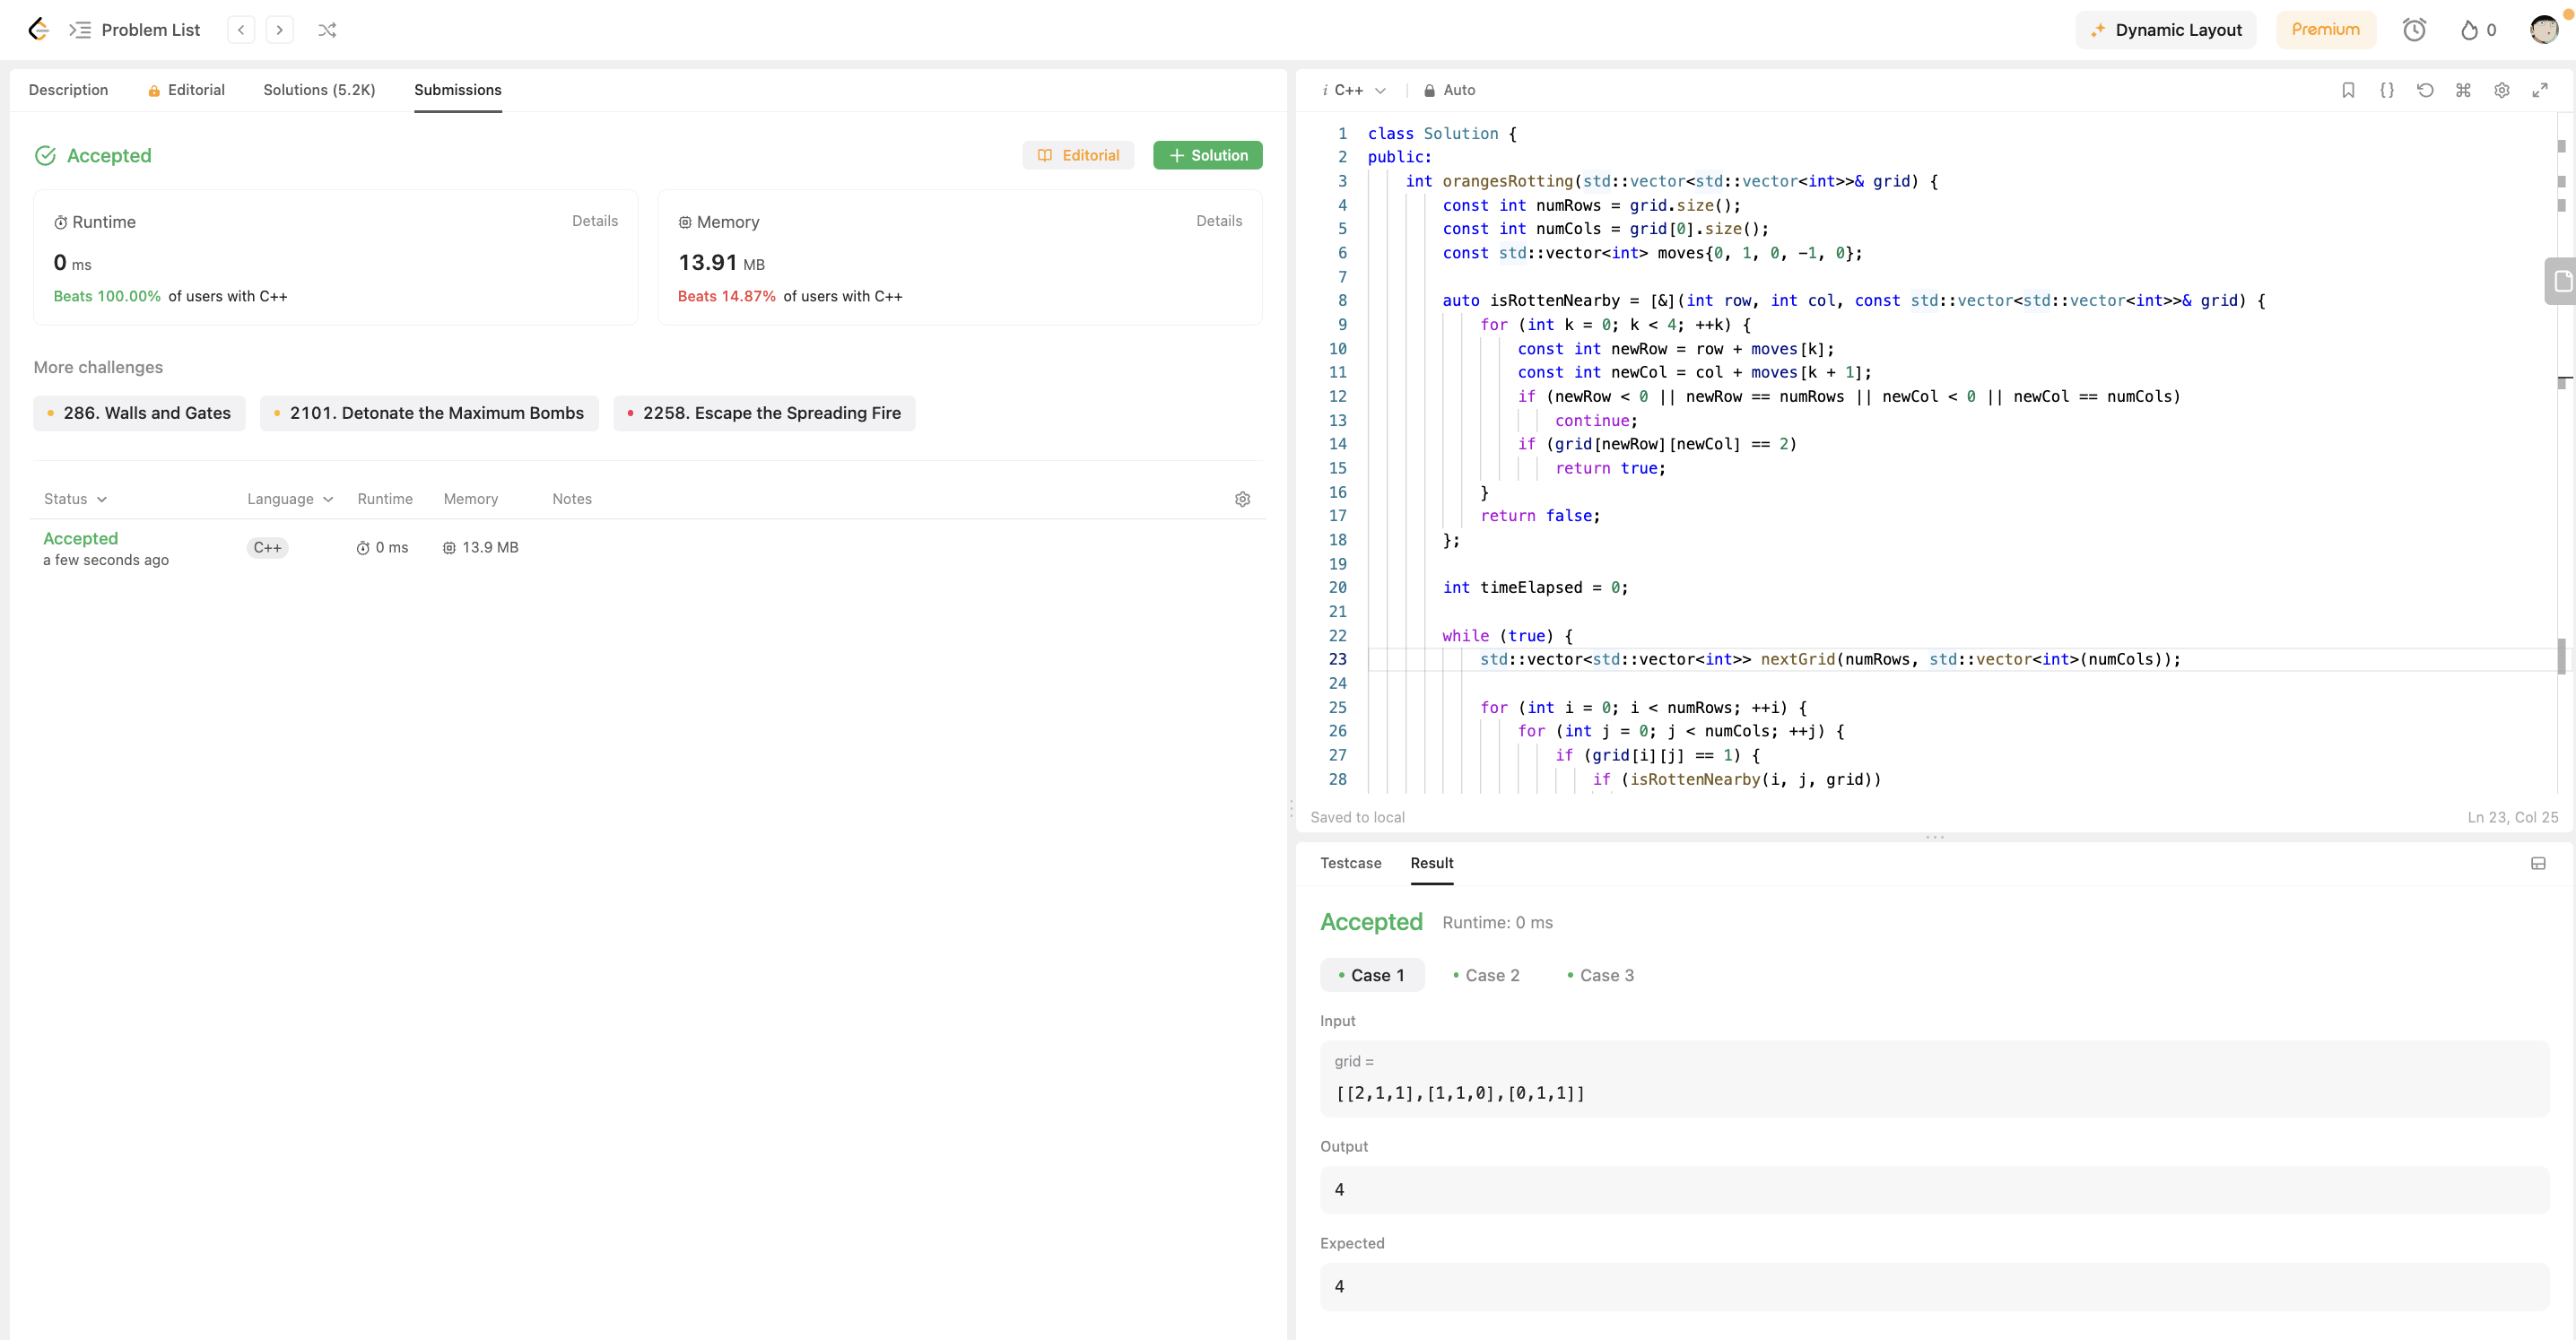 Problem List
Dynamic Layout
Premium
0
Description
Editorial
Solutions (5.2K)
Submissions
Accepted
Editorial
Solution
Runtime
Details
0 ms
Beats 100.00% of users with C++
Memory
Details
13.91 MB
Beats 14.87% of users with C++
More challenges
286. Walls and Gates
2101. Detonate the Maximum Bombs
2258. Escape the Spreading Fire
Status Language Runtime Memory Notes
Accepted
a few seconds ago
C++
0 ms
13.9 MB
i C++
Auto
1 class Solution {
2 public:
3 int orangesRotting(std::vector<std::vector<int>>& grid) {
4 const int numRows = grid.size();
5 const int numCols = grid[0].size();
6 const std::vector<int> moves{0, 1, 0, -1, 0};
7
8 auto isRottenNearby = [&](int row, int col, const std::vector<std::vector<int>>& grid) {
9 for (int k = 0; k < 4; ++k) {
10 const int newRow = row + moves[k];
11 const int newCol = col + moves[k + 1];
12 if (newRow < 0 || newRow == numRows || newCol < 0 || newCol == numCols)
13 continue;
14 if (grid[newRow][newCol] == 2)
15 return true;
16 }
17 return false;
18 };
19
20 int timeElapsed = 0;
21
22 while (true) {
23 std::vector<std::vector<int>> nextGrid(numRows, std::vector<int>(numCols));
24
25 for (int i = 0; i < numRows; ++i) {
26 for (int j = 0; j < numCols; ++j) {
27 if (grid[i][j] == 1) {
28 if (isRottenNearby(i, j, grid))
Saved to local
Ln 23, Col 25
Testcase
Result
Accepted
Runtime: 0 ms
Case 1
Case 2
Case 3
Input
grid =
[[2,1,1],[1,1,0],[0,1,1]]
Output
4
Expected
4